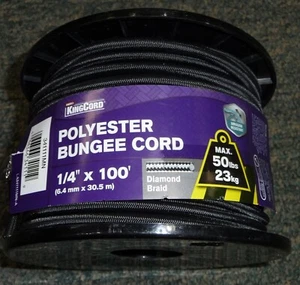 KINGCORD
POLYESTER
BUNGEE CORD
1/4" x 100'
(6.4 mm x 30.5 m)
Diamond
Braid
MAX.
50lbs
23kg